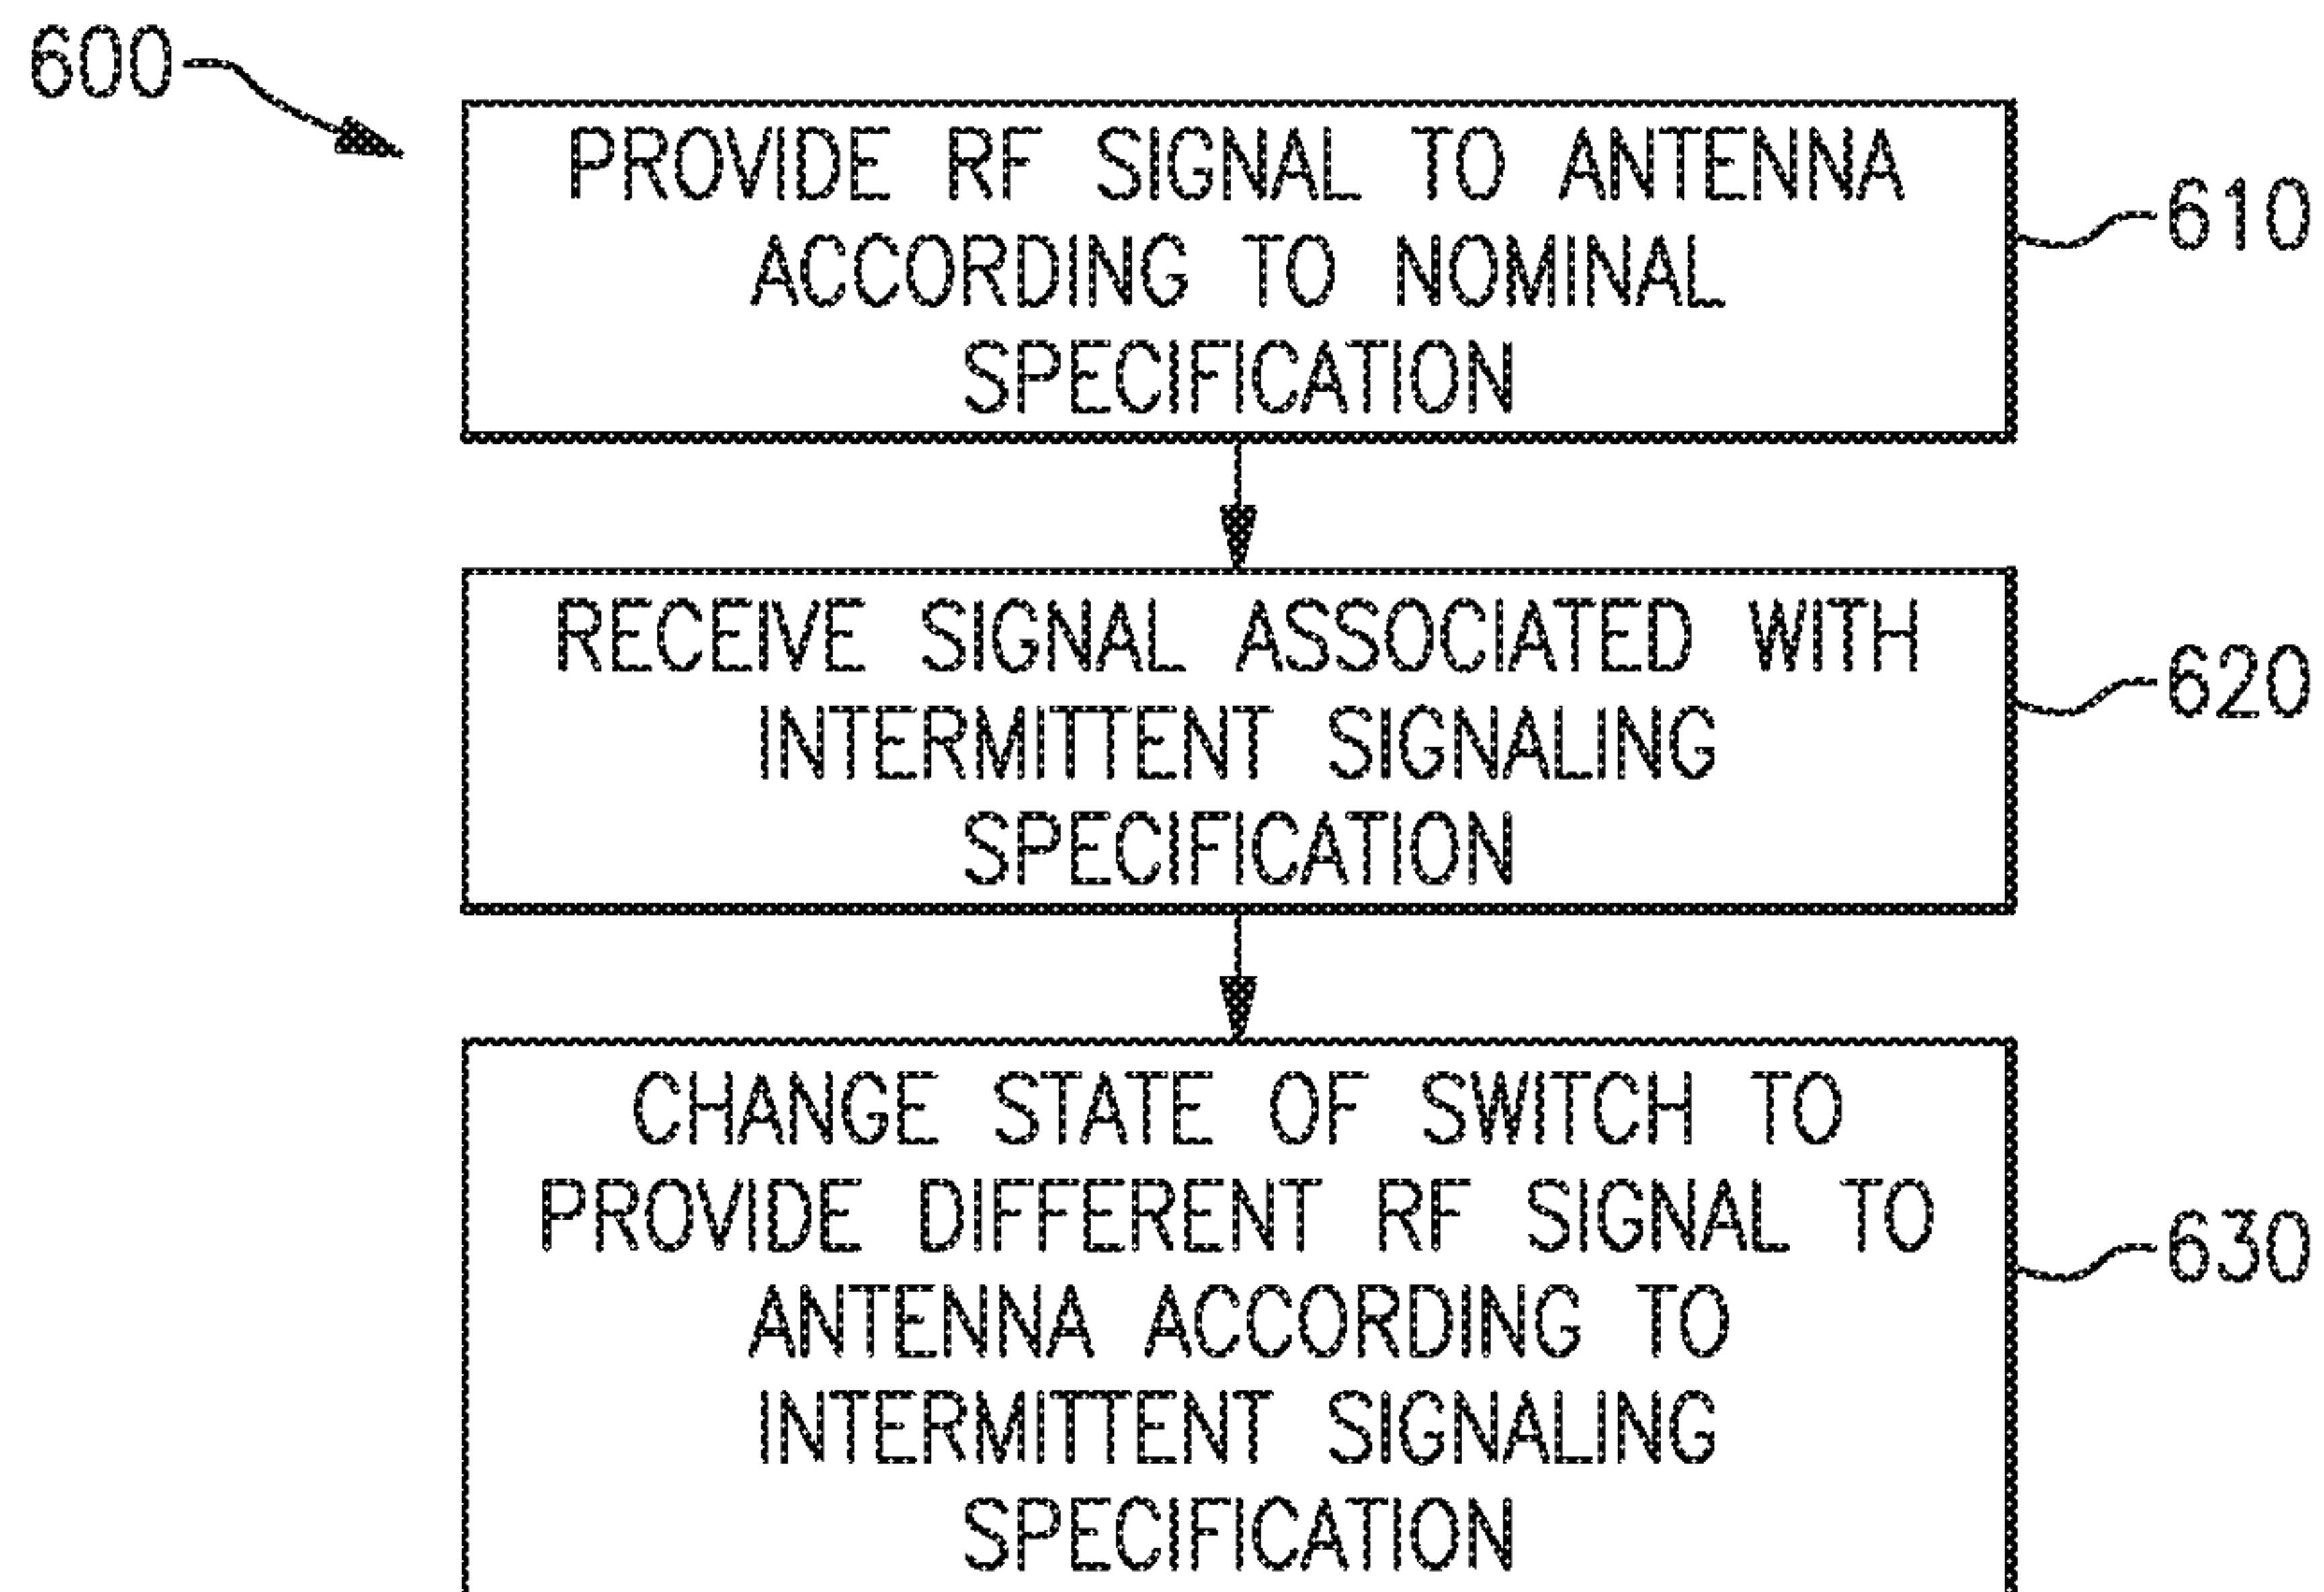 600
PROVIDE RF SIGNAL TO ANTENNA
ACCORDING TO NOMINAL
SPECIFICATION
610
RECEIVE SIGNAL ASSOCIATED WITH
INTERMITTENT SIGNALING
SPECIFICATION
620
CHANGE STATE OF SWITCH TO
PROVIDE DIFFERENT RF SIGNAL TO
ANTENNA ACCORDING TO
INTERMITTENT SIGNALING
SPECIFICATION
630